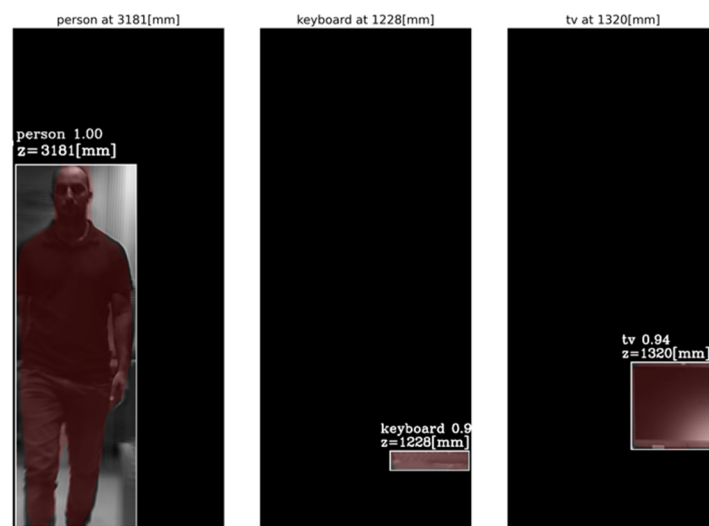 person at 3181[mm]
keyboard at 1228[mm]
tv at 1320[mm]
person 1.00
z=3181[mm]
tv 0.94
z=1320[mm]
keyboard 0.9
z=1228[mm]